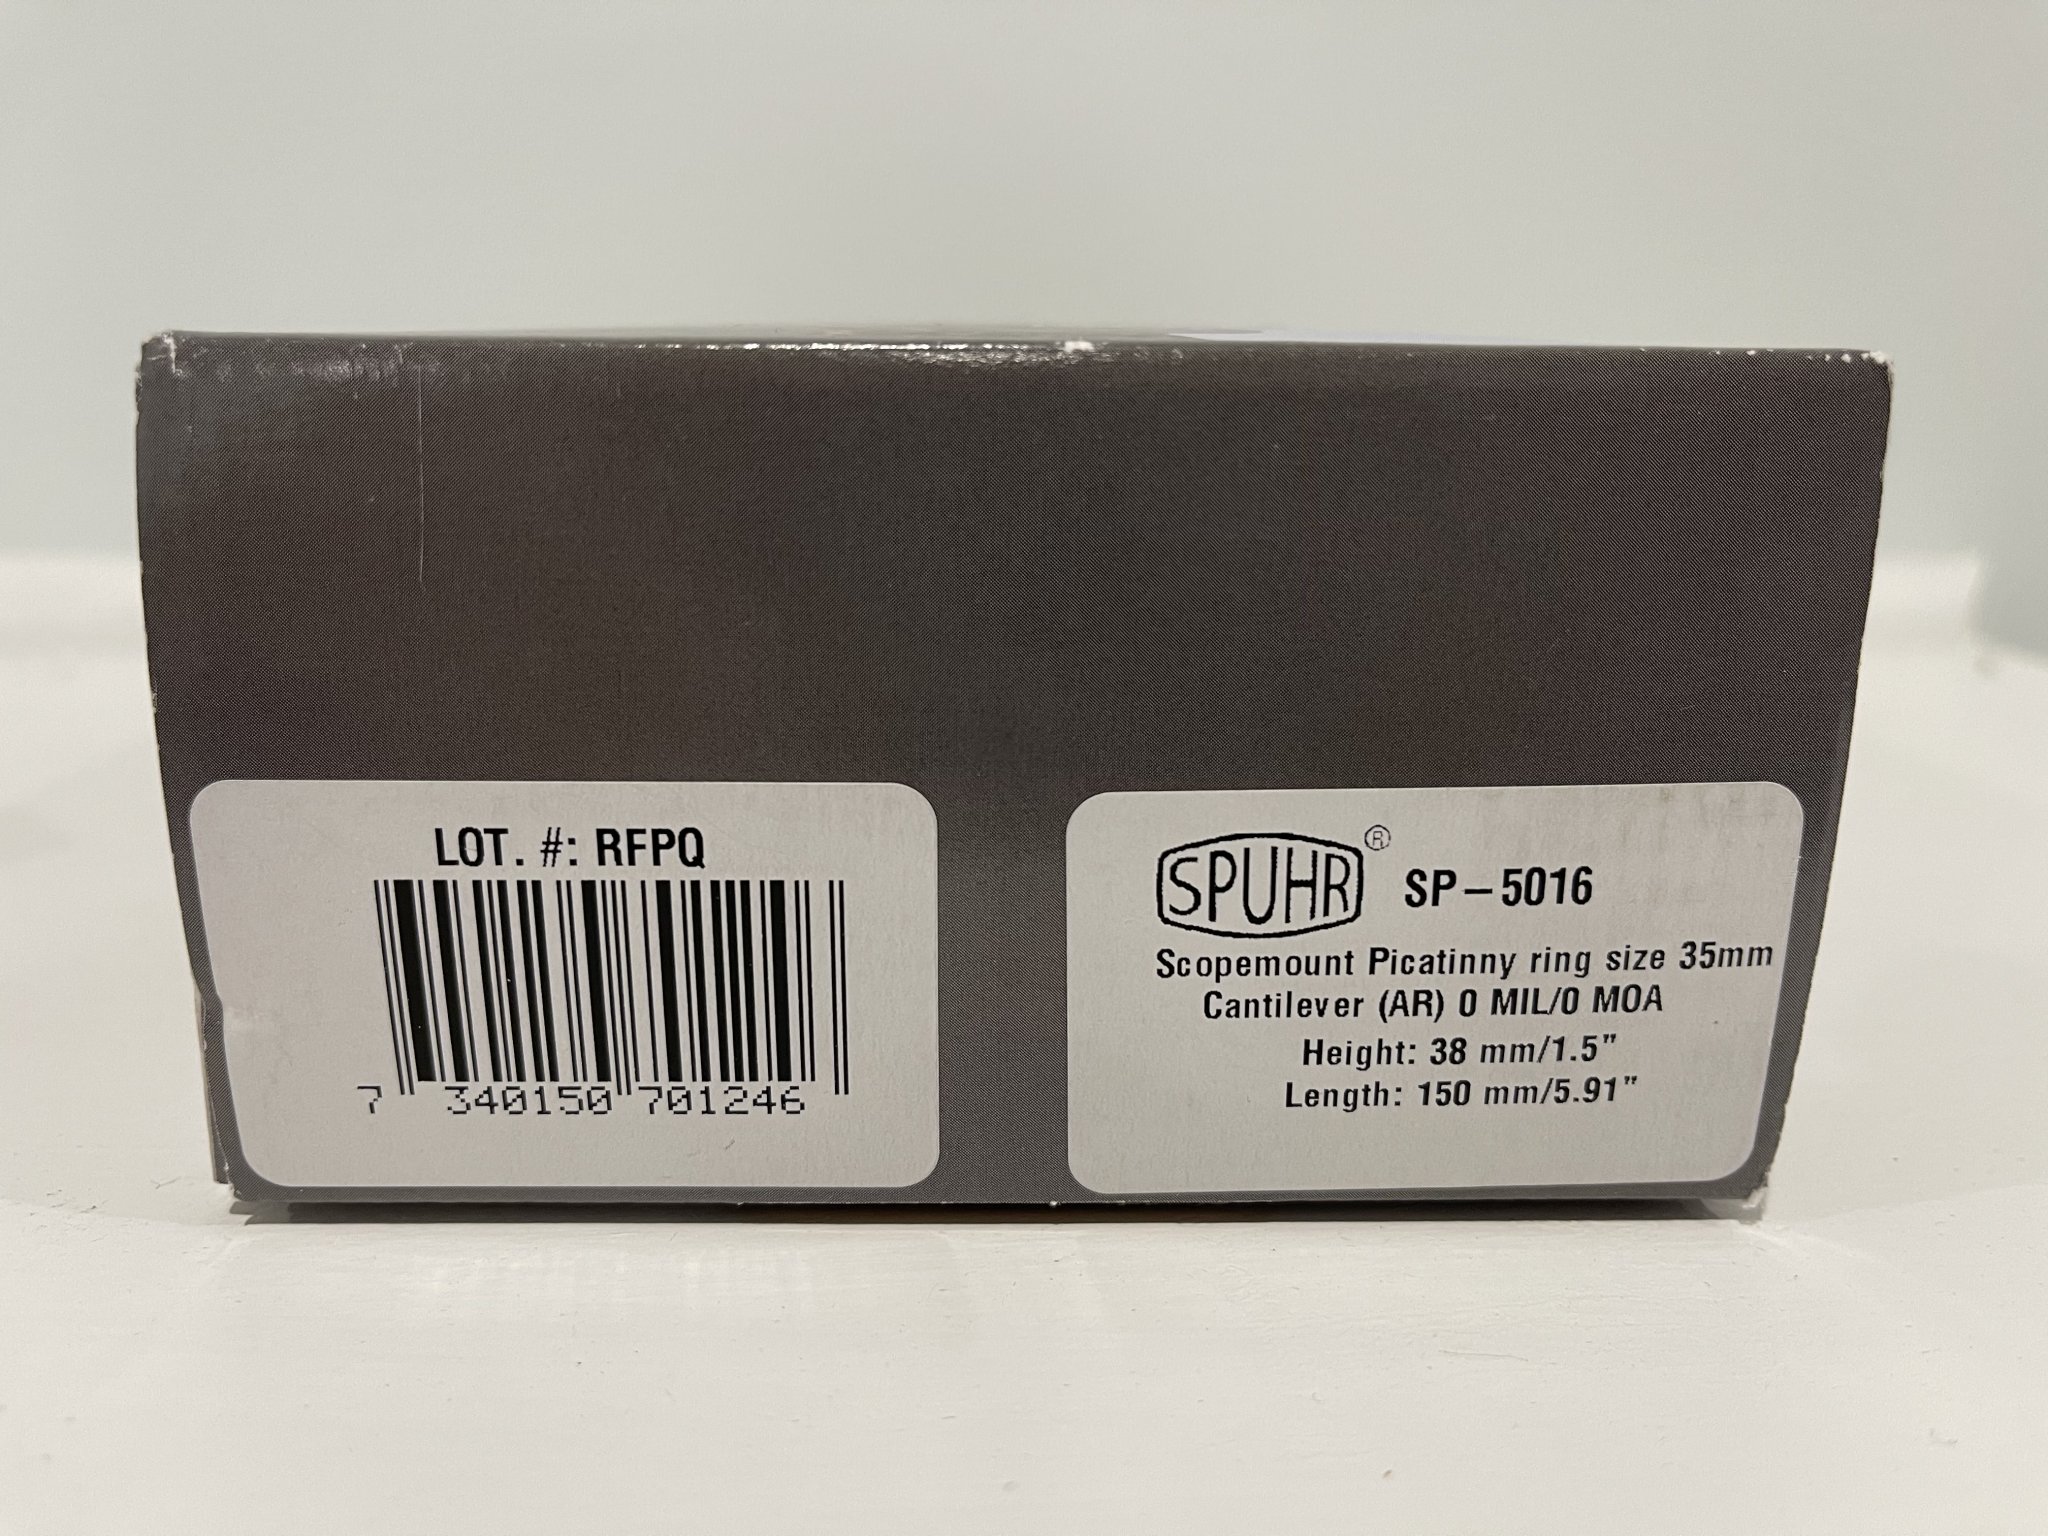 LOT. #: RFPQ
7 340150 701246
SPUHR® SP-5016
Scopemount Picatinny ring size 35mm
Cantilever (AR) 0 MIL/0 MOA
Height: 38 mm/1.5"
Length: 150 mm/5.91"